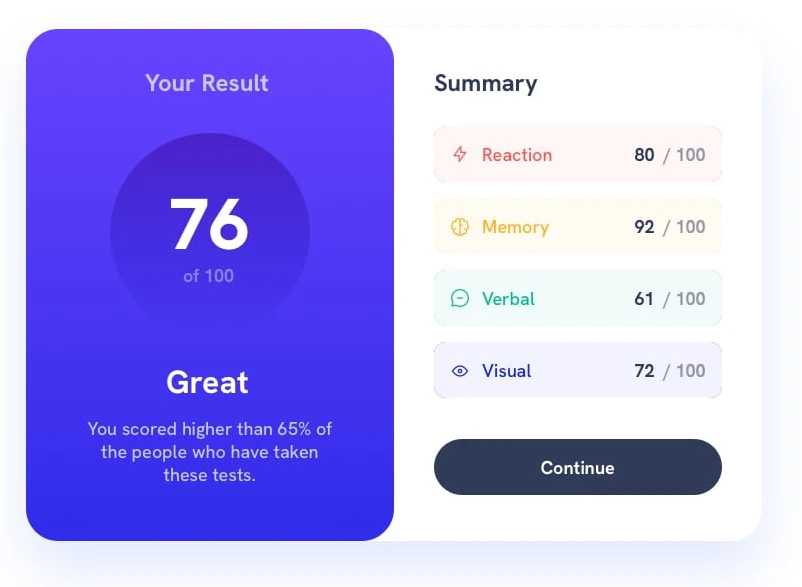 Your Result
76
of 100
Great
You scored higher than 65% of
the people who have taken
these tests.
Summary
Reaction 80 / 100
Memory 92 / 100
Verbal 61 / 100
Visual 72 / 100
Continue